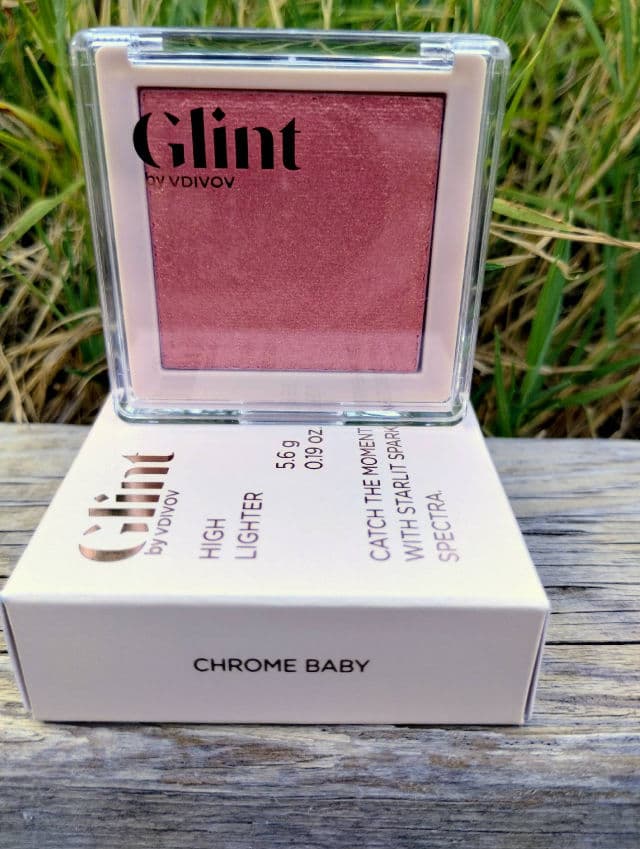 Glint
by VDIVOV
Glint
by VDIVOV
HIGH
LIGHTER
5.6 g
0.19 oz.
CATCH THE MOMENT
WITH STARLIT SPARK
SPECTRA.
CHROME BABY